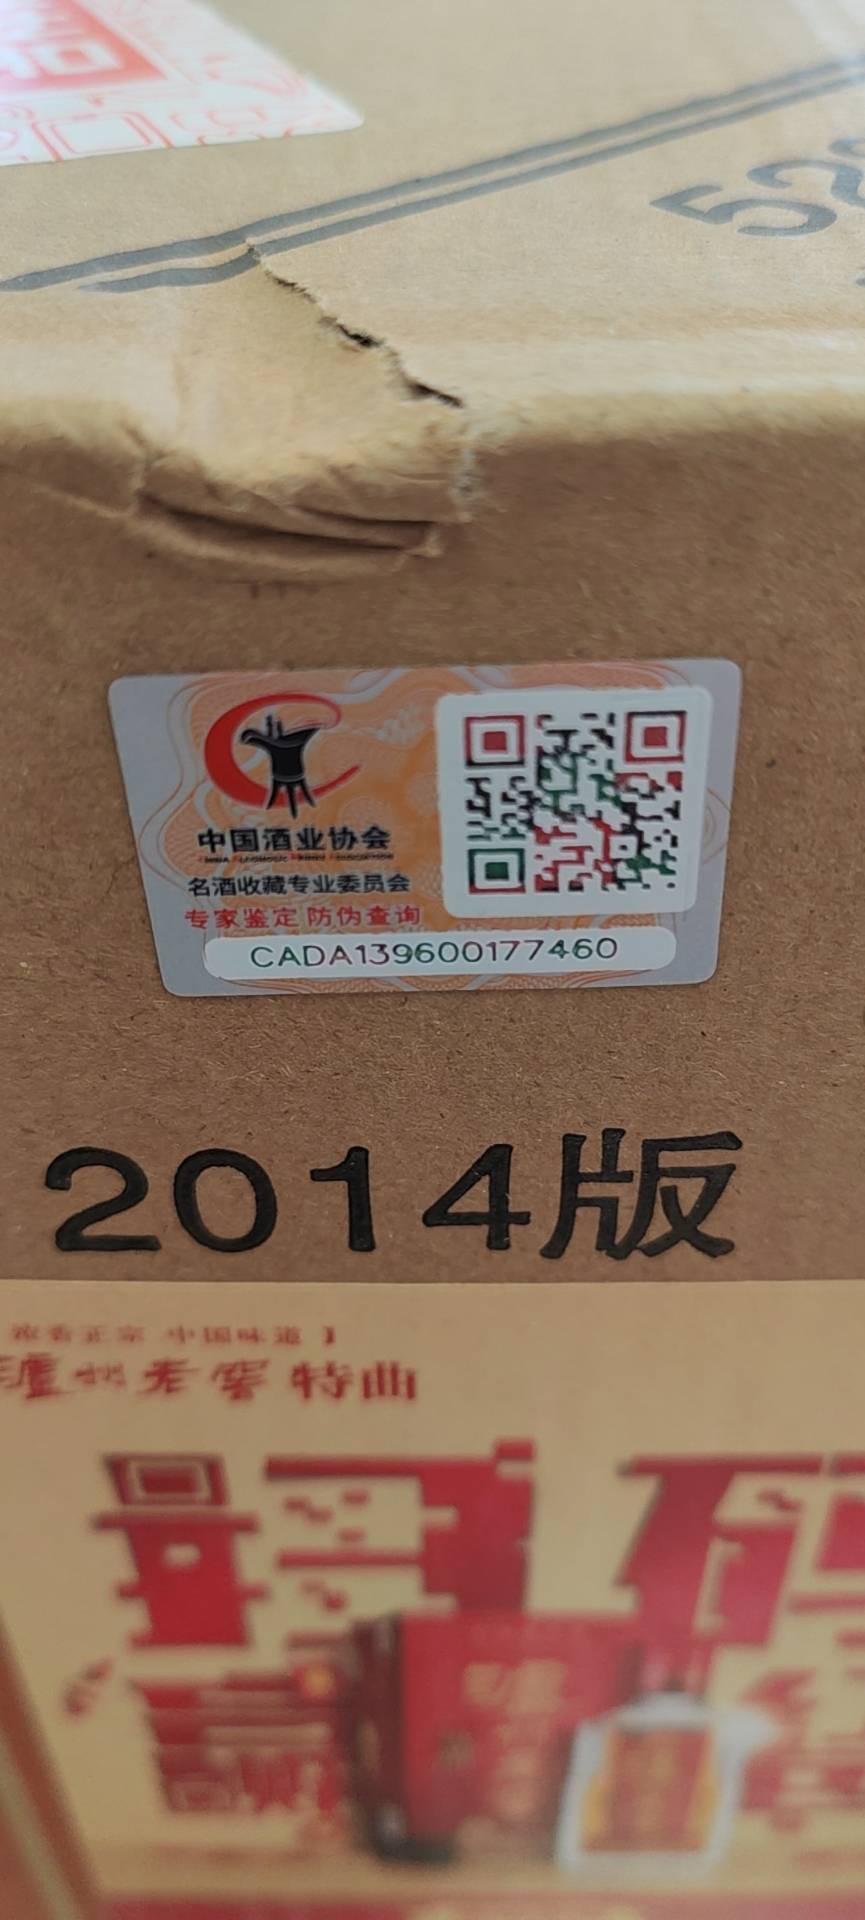 52
中国酒业协会
名酒收藏专业委员会
专家鉴定 防伪查询
CADA139600177460
2014版
浓香正宗 中国味道 】
泸州老窖 特曲